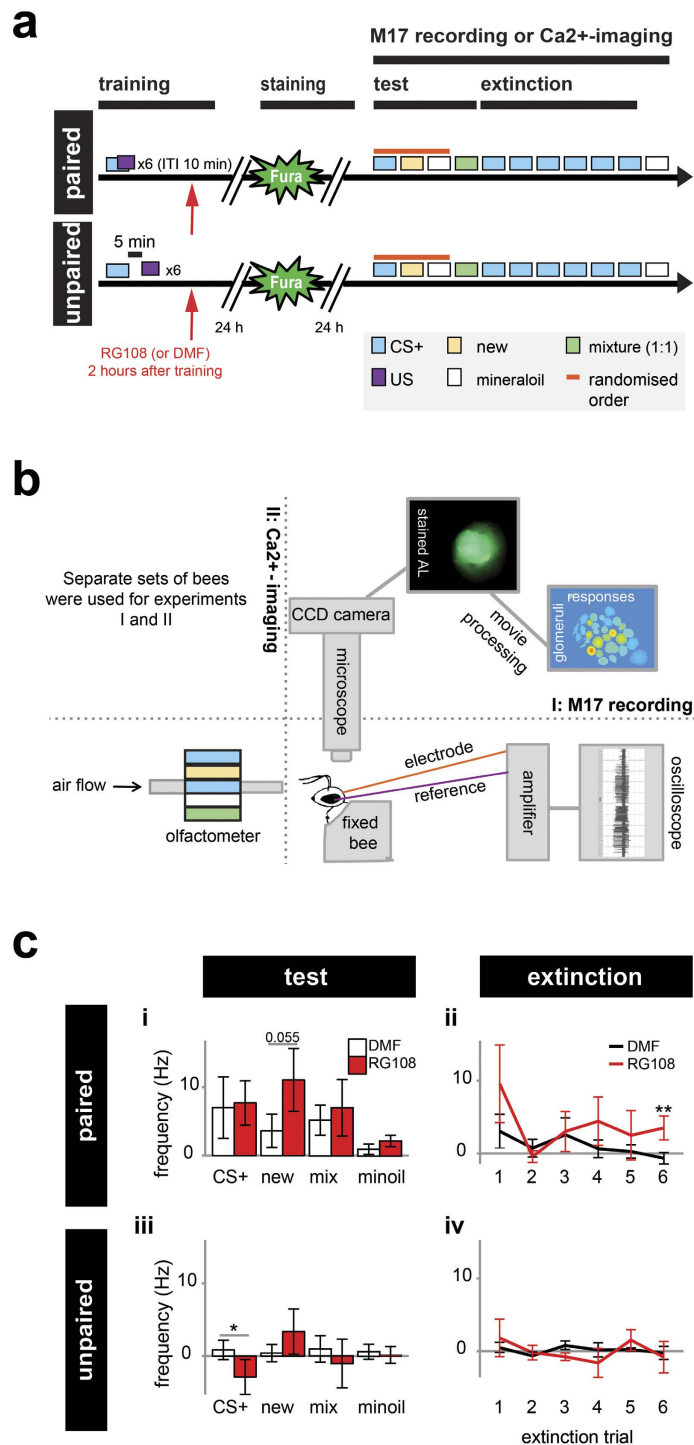 a
M17 recording or Ca2+-imaging
training
staining
test
extinction
paired
x6 (ITI 10 min)
Fura
unpaired
5 min
x6
Fura
24 h
24 h
RG108 (or DMF)
2 hours after training
CS+
new
mixture (1:1)
US
mineraloil
randomised
order
b
Separate sets of bees
were used for experiments
I and II
II: Ca2+ - imaging
CCD camera
microscope
stained AL
movie
processing
glomeruli
responses
I: M17 recording
air flow
olfactometer
fixed
bee
electrode
reference
amplifier
oscilloscope
c
test
extinction
paired
i
frequency (Hz)
10
0
0.055
DMF
RG108
CS+ new mix minoil
ii
10
0
DMF
RG108
**
1 2 3 4 5 6
unpaired
iii
frequency (Hz)
10
0
*
CS+ new mix minoil
iv
10
0
1 2 3 4 5 6
extinction trial